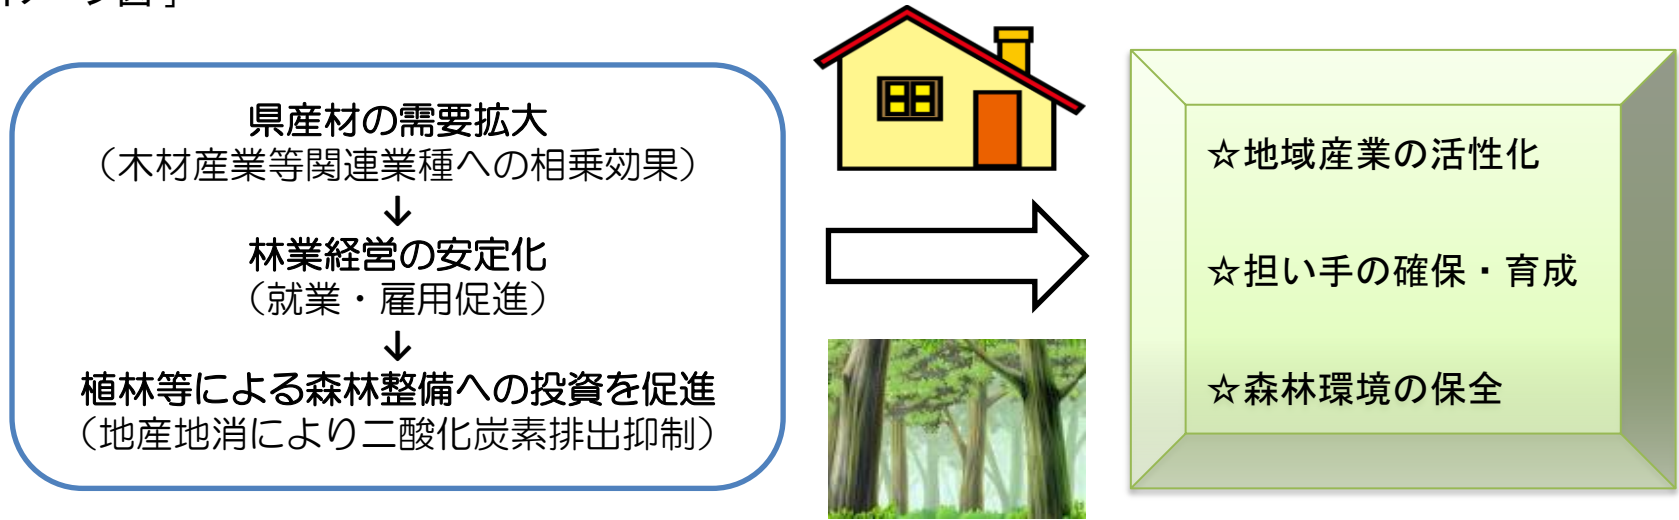 県産材の需要拡大
（木材産業等関連業種への相乗効果）
↓
林業経営の安定化
（就業・雇用促進）
↓
植林等による森林整備への投資を促進
（地産地消により二酸化炭素排出抑制）
☆地域産業の活性化
☆担い手の確保・育成
☆森林環境の保全